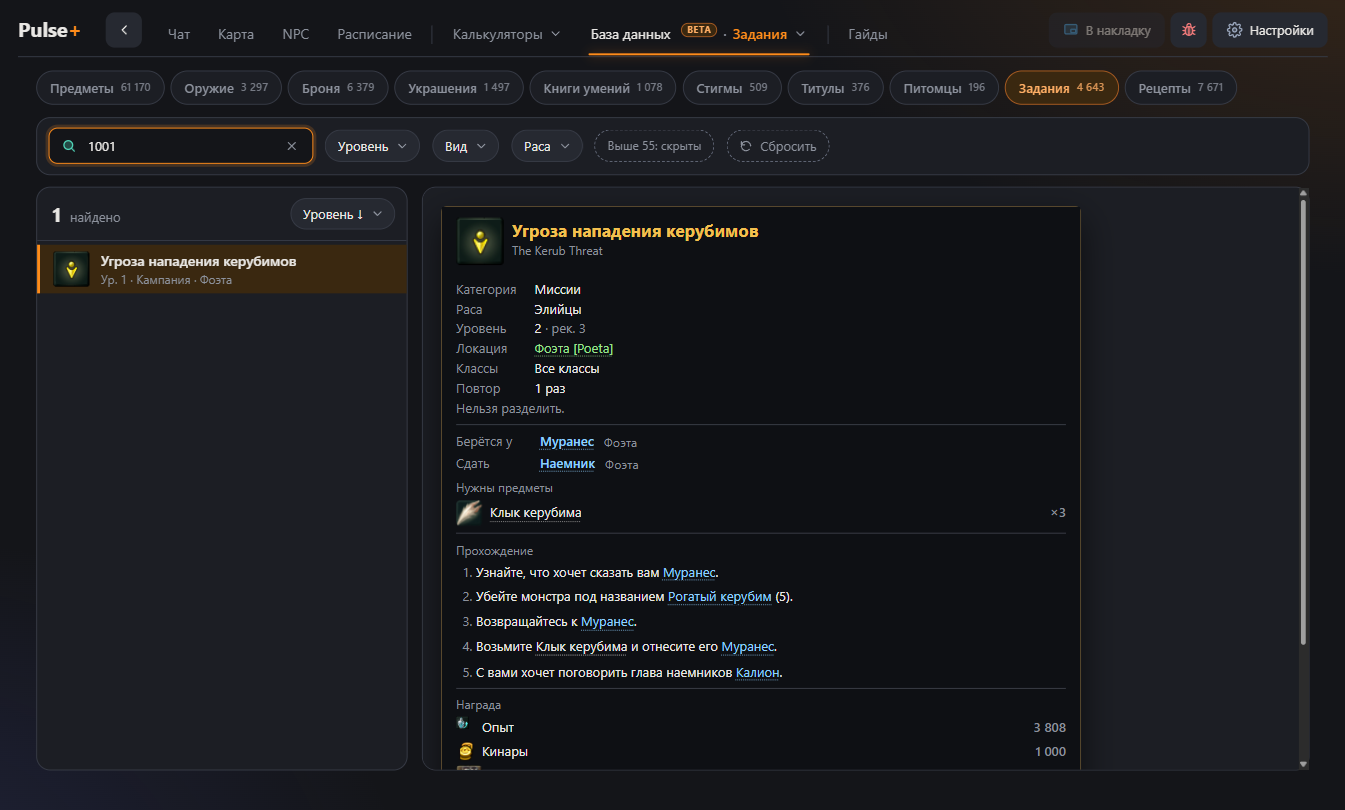 Pulse+
Чат
Карта
NPC
Расписание
Калькуляторы
База данных BETA · Задания
Гайды
В накладку
Настройки
Предметы 61 170
Оружие 3 297
Броня 6 379
Украшения 1 497
Книги умений 1 078
Стигмы 509
Титулы 376
Питомцы 196
Задания 4 643
Рецепты 7 671
1001
Уровень
Вид
Раса
Выше 55: скрыты
Сбросить
1 найдено
Уровень ↓
Угроза нападения керубимов
Ур. 1 · Кампания · Фоэта
Угроза нападения керубимов
The Kerub Threat
Категория Миссии
Раса Элийцы
Уровень 2 · рек. 3
Локация Фоэта [Poeta]
Классы Все классы
Повтор 1 раз
Нельзя разделить.
Берётся у Муранес Фоэта
Сдать Наемник Фоэта
Нужны предметы
Клык керубима ×3
Прохождение
1. Узнайте, что хочет сказать вам Муранес.
2. Убейте монстра под названием Рогатый керубим (5).
3. Возвращайтесь к Муранес.
4. Возьмите Клык керубима и отнесите его Муранес.
5. С вами хочет поговорить глава наемников Калион.
Награда
Опыт 3 808
Кинары 1 000